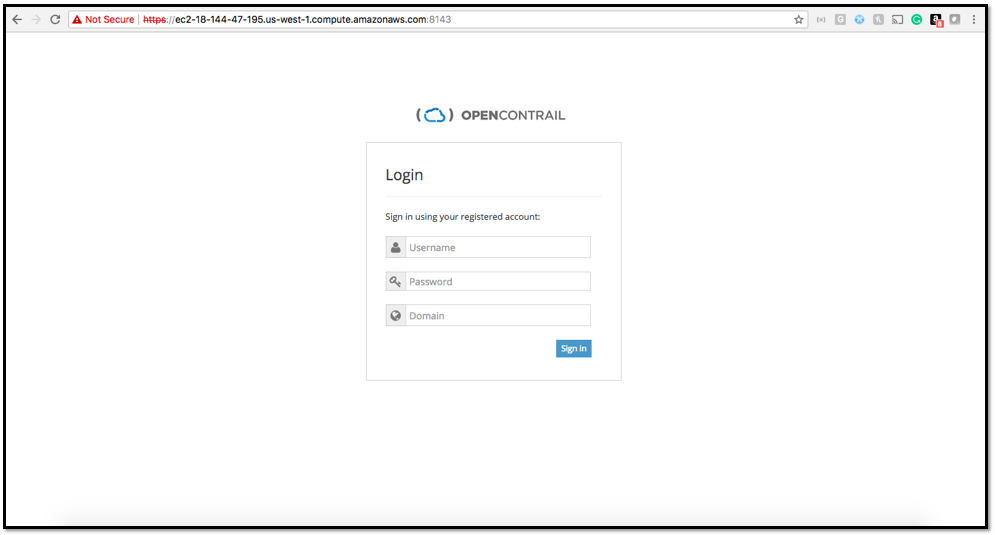 Not Secure | https://ec2-18-144-47-195.us-west-1.compute.amazonaws.com:8143
OPENCONTRAIL
Login
Sign in using your registered account:
Username
Password
Domain
Sign in